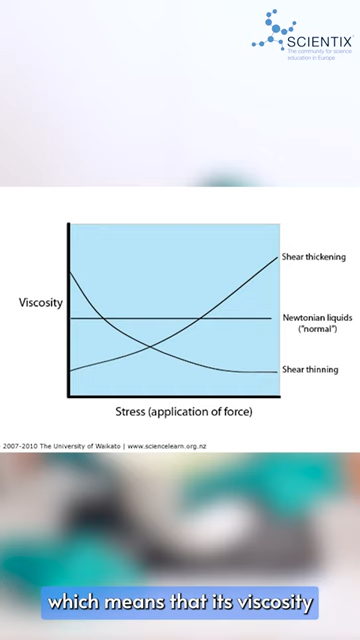 SCIENTIX
The community for science
education in Europe
Shear thickening
Viscosity
Newtonian liquids
("normal")
Shear thinning
Stress (application of force)
2007-2010 The University of Waikato | www.sciencelearn.org.nz
which means that its viscosity